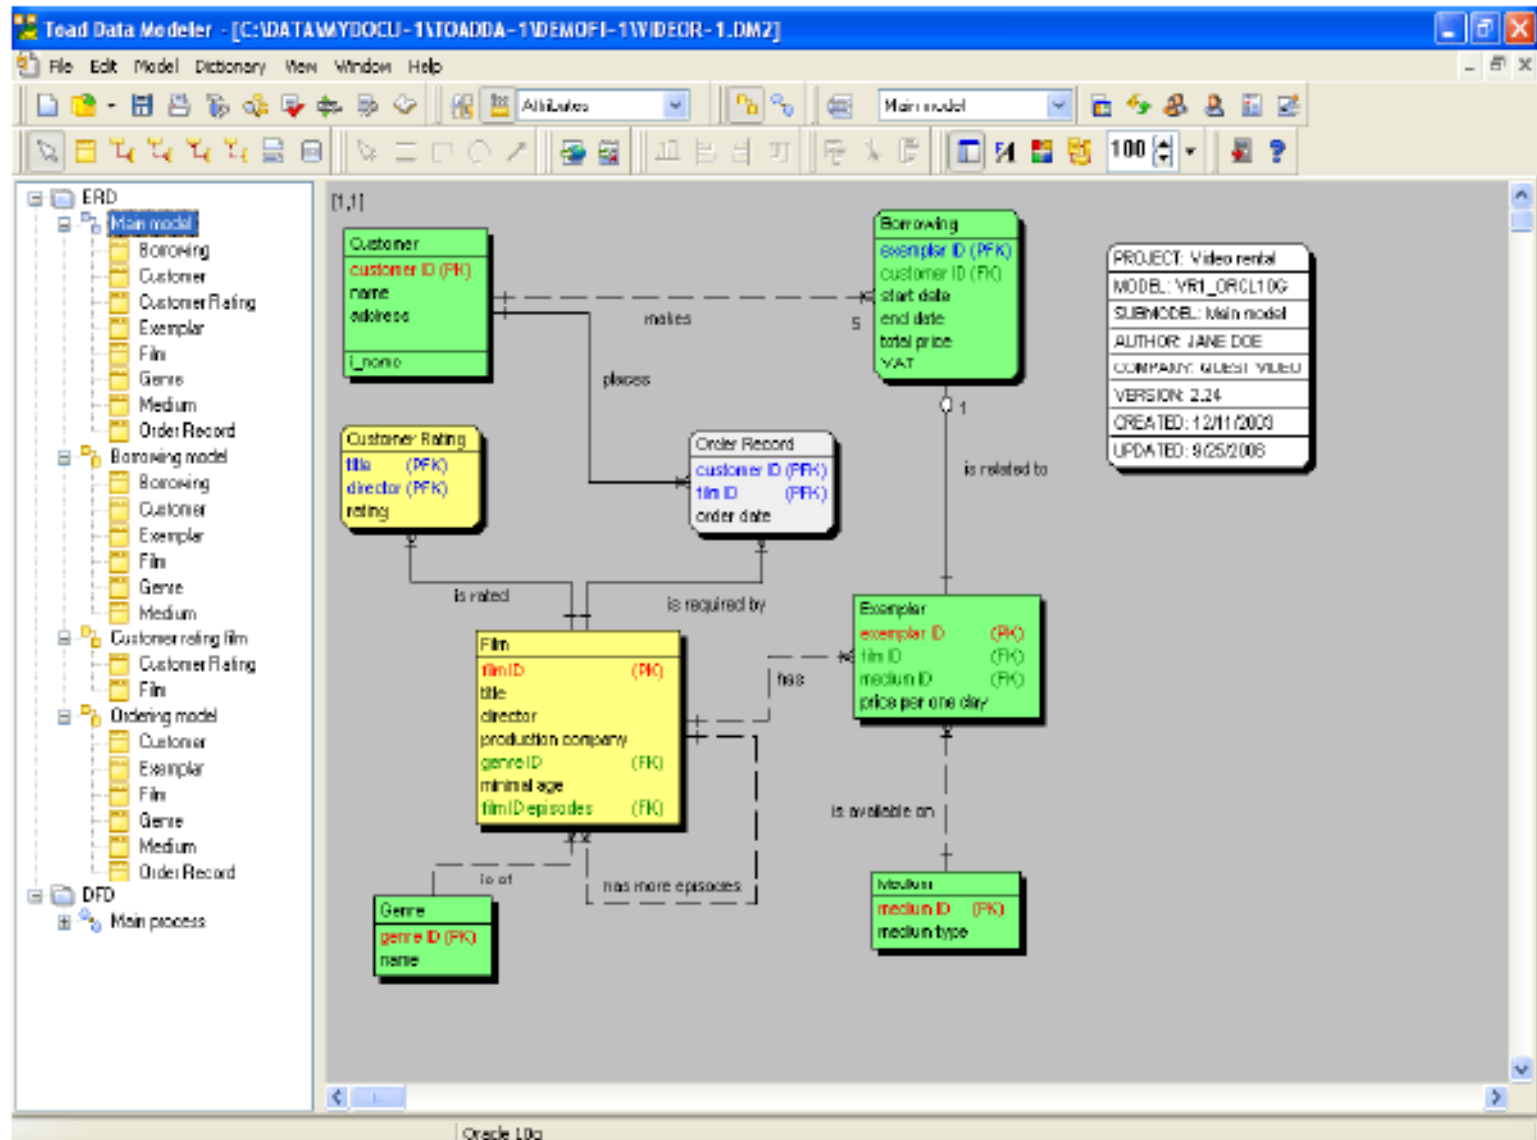 Toad Data Modeler - [C:\DATA\MYDOCU~1\TOADDA~1\DEMOFI~1\VIDEOR~1.DM2]
File Edit Model Dictionary View Window Help
Attributes
Main model
100
ERD
Main model
Borrowing
Customer
Customer Rating
Exemplar
Film
Genre
Medium
Order Record
Borrowing model
Borrowing
Customer
Exemplar
Film
Genre
Medium
Customer rating film
Customer Rating
Film
Ordering model
Customer
Exemplar
Film
Genre
Medium
Order Record
DFD
Main process
[1,1]
Customer
customer ID (PK)
name
address
i_name
makes
5
places
Borrowing
exemplar ID (PFK)
customer ID (FK)
start date
end date
total price
VAT
1
is related to
PROJECT: Video rental
MODEL: VR1_ORCL10G
SUBMODEL: Main model
AUTHOR: JANE DOE
COMPANY: QUEST VIDEO
VERSION: 2.24
CREATED: 12/11/2003
UPDATED: 9/25/2006
Customer Rating
title (PFK)
director (PFK)
rating
Order Record
customer ID (PFK)
film ID (PFK)
order date
is rated
is required by
Film
film ID (PK)
title
director
production company
genre ID (FK)
minimal age
film ID episodes (FK)
has
Exemplar
exemplar ID (PK)
film ID (FK)
medium ID (FK)
price per one day
is available on
is of
has more episodes
Genre
genre ID (PK)
name
Medium
medium ID (PK)
medium type
Oracle 10g